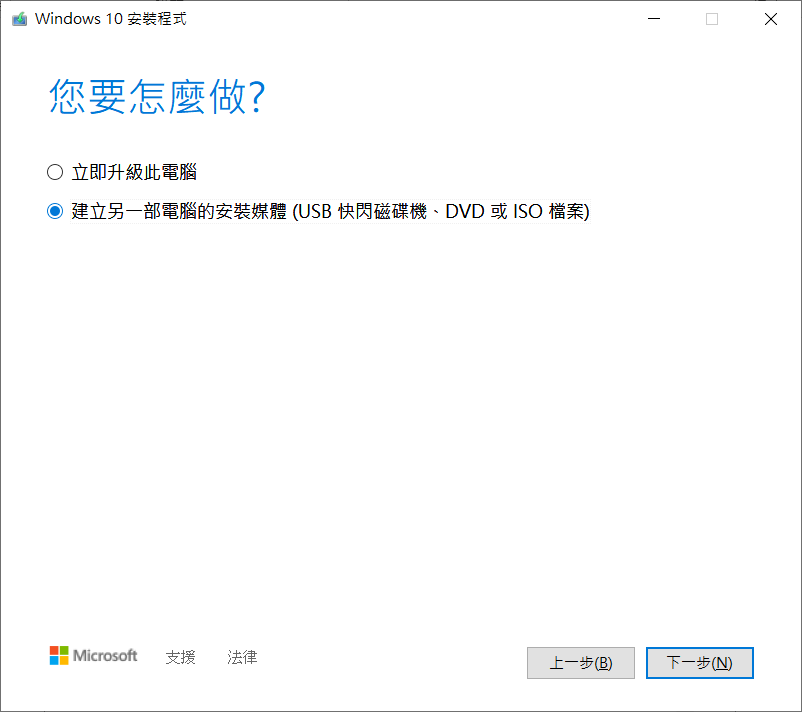 Windows 10 安裝程式
您要怎麼做?
立即升級此電腦
建立另一部電腦的安裝媒體 (USB 快閃磁碟機、DVD 或 ISO 檔案)
Microsoft 支援 法律 上一步(B) 下一步(N)